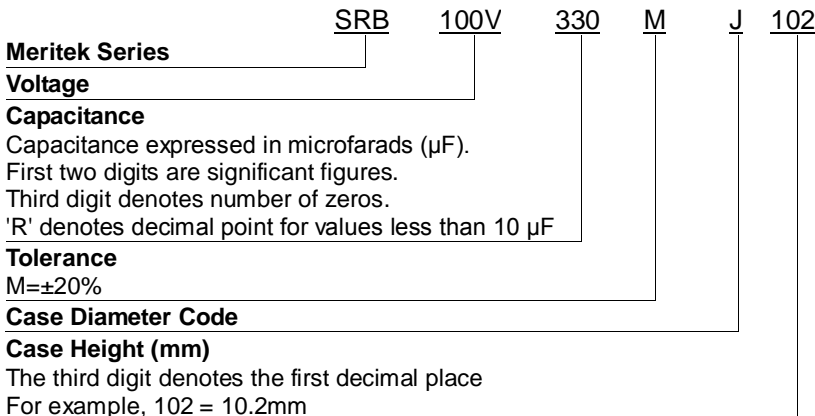 SRB 100V 330 M J 102
Meritek Series
Voltage
Capacitance
Capacitance expressed in microfarads (µF).
First two digits are significant figures.
Third digit denotes number of zeros.
'R' denotes decimal point for values less than 10 µF
Tolerance
M=±20%
Case Diameter Code
Case Height (mm)
The third digit denotes the first decimal place
For example, 102 = 10.2mm